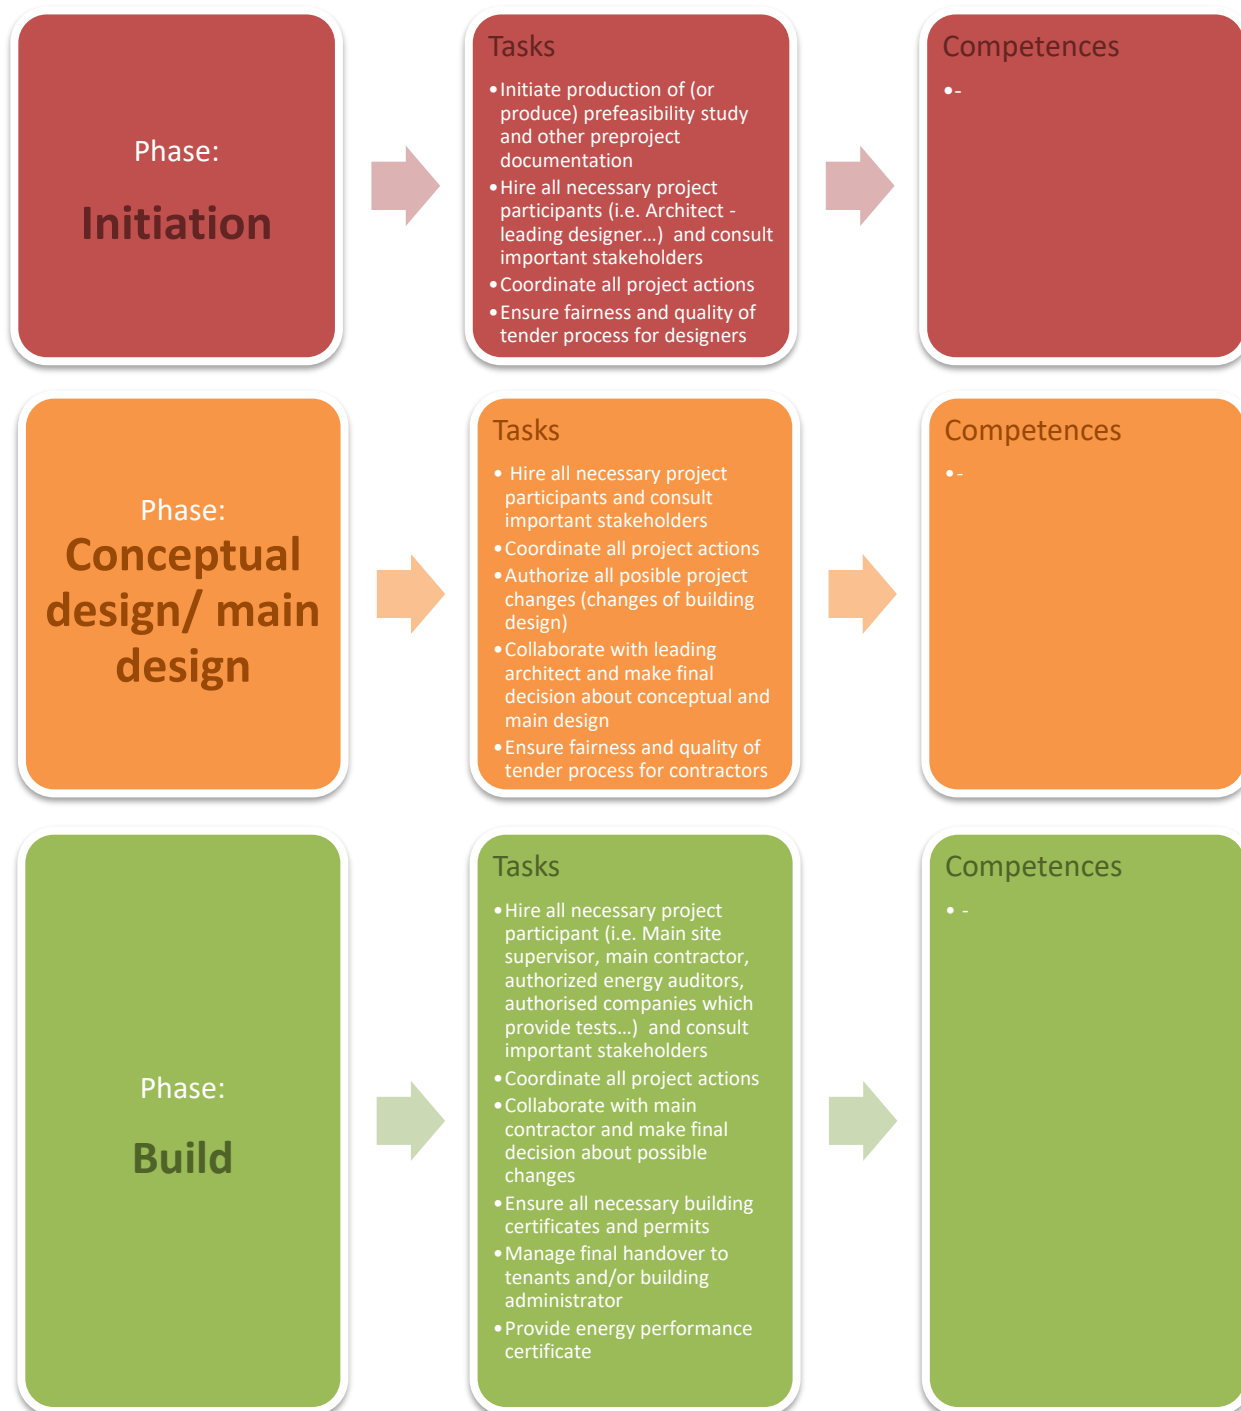 Phase:
Initiation
Tasks
•Initiate production of (or
produce) prefeasibility study
and other preproject
documentation
•Hire all necessary project
participants (i.e. Architect -
leading designer...)  and consult
important stakeholders
•Coordinate all project actions
•Ensure fairness and quality of
tender process for designers
Competences
•-
Phase:
Conceptual
design/ main
design
Tasks
• Hire all necessary project
participants and consult
important stakeholders
•Coordinate all project actions
•Authorize all posible project
changes (changes of building
design)
•Collaborate with leading
architect and make final
decision about conceptual and
main design
•Ensure fairness and quality of
tender process for contractors
Competences
•-
Phase:
Build
Tasks
•Hire all necessary project
participant (i.e. Main site
supervisor, main contractor,
authorized energy auditors,
authorised companies which
provide tests...)  and consult
important stakeholders
•Coordinate all project actions
•Collaborate with main
contractor and make final
decision about possible
changes
•Ensure all necessary building
certificates and permits
•Manage final handover to
tenants and/or building
administrator
•Provide energy performance
certificate
Competences
• -